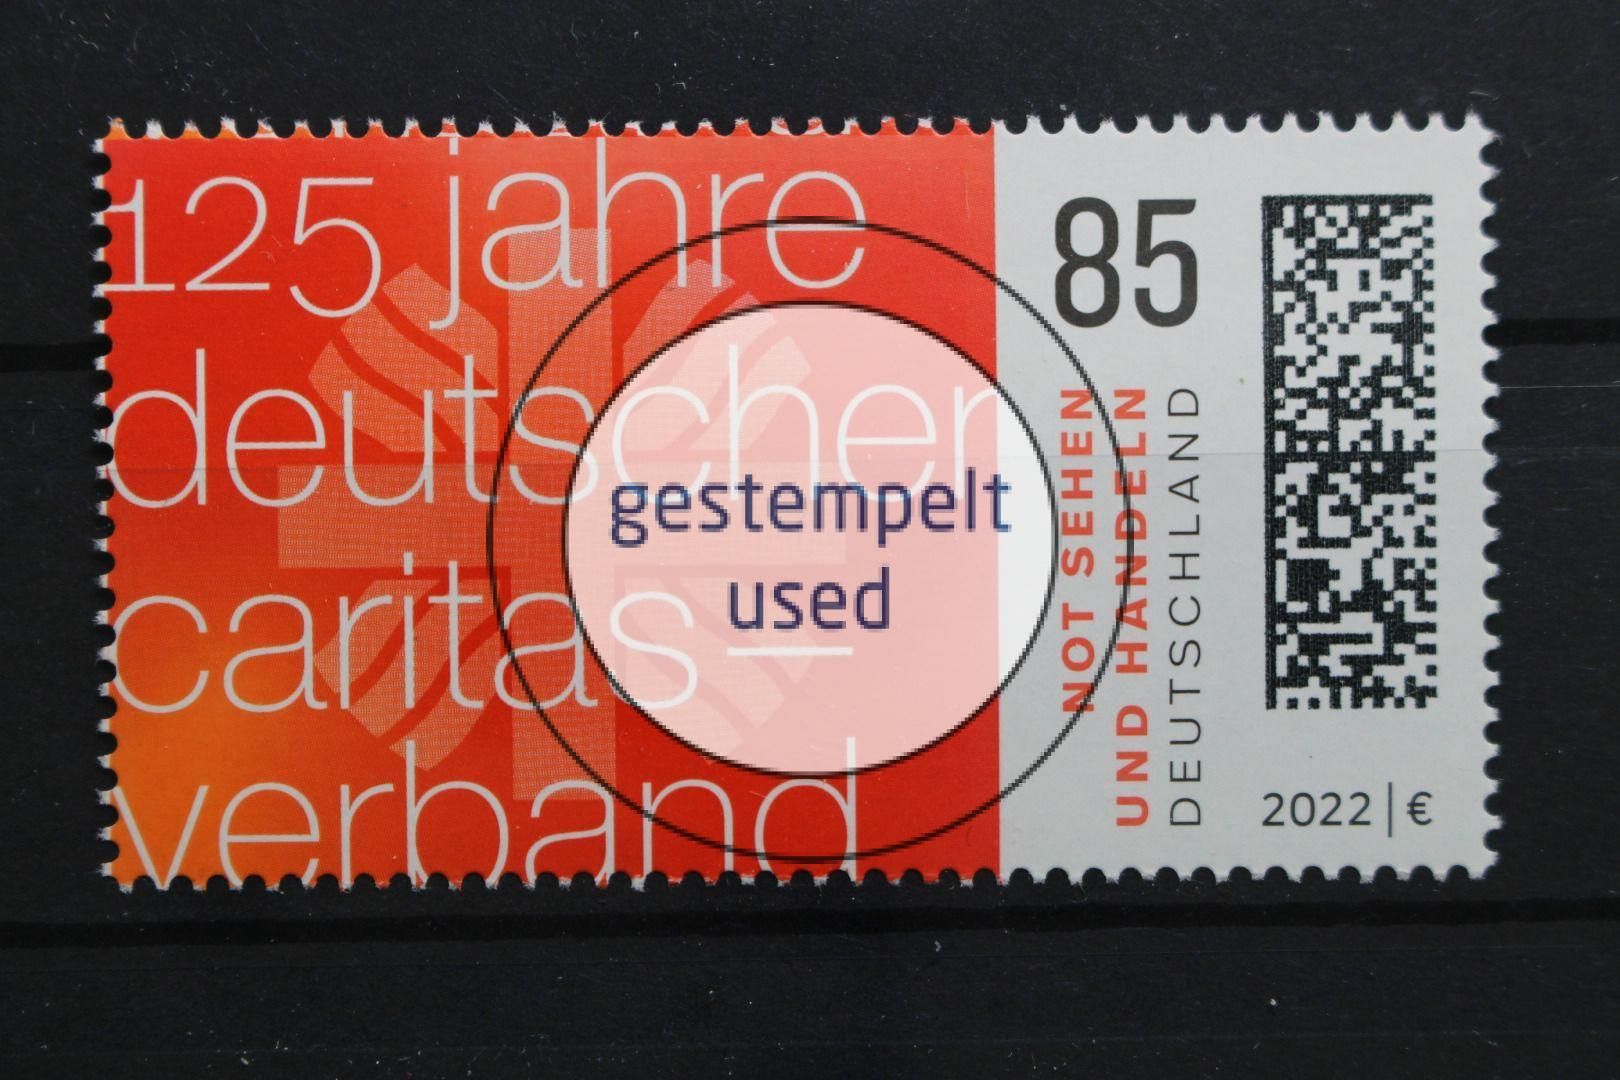 125 jahre
deutscher
caritas
verband
gestempelt
used
85
NOT SEHEN
UND HANDELN
DEUTSCHLAND
2022 | €